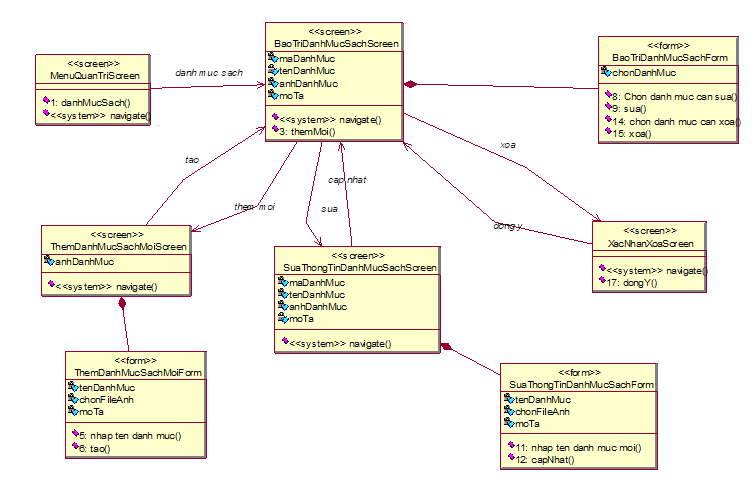 <<screen>>
MenuQuanTriScreen
1: danhMucSach()
<<system>> navigate()
danh muc sach
<<screen>>
BaoTriDanhMucSachScreen
maDanhMuc
tenDanhMuc
anhDanhMuc
moTa
<<system>> navigate()
3: themMoi()
<<form>>
BaoTriDanhMucSachForm
chonDanhMuc
8: Chon danh muc can sua()
9: sua()
14: chon danh muc can xoa()
15: xoa()
tao
them moi
cap nhat
sua
xoa
dong y
<<screen>>
ThemDanhMucSachMoiScreen
anhDanhMuc
<<system>> navigate()
<<screen>>
SuaThongTinDanhMucSachScreen
maDanhMuc
tenDanhMuc
anhDanhMuc
moTa
<<system>> navigate()
<<screen>>
XacNhanXoaScreen
<<system>> navigate()
17: dongY()
<<form>>
ThemDanhMucSachMoiForm
tenDanhMuc
chonFileAnh
moTa
5: nhap ten danh muc()
6: tao()
<<form>>
SuaThongTinDanhMucSachForm
tenDanhMuc
chonFileAnh
moTa
11: nhap ten danh muc moi()
12: capNhat()